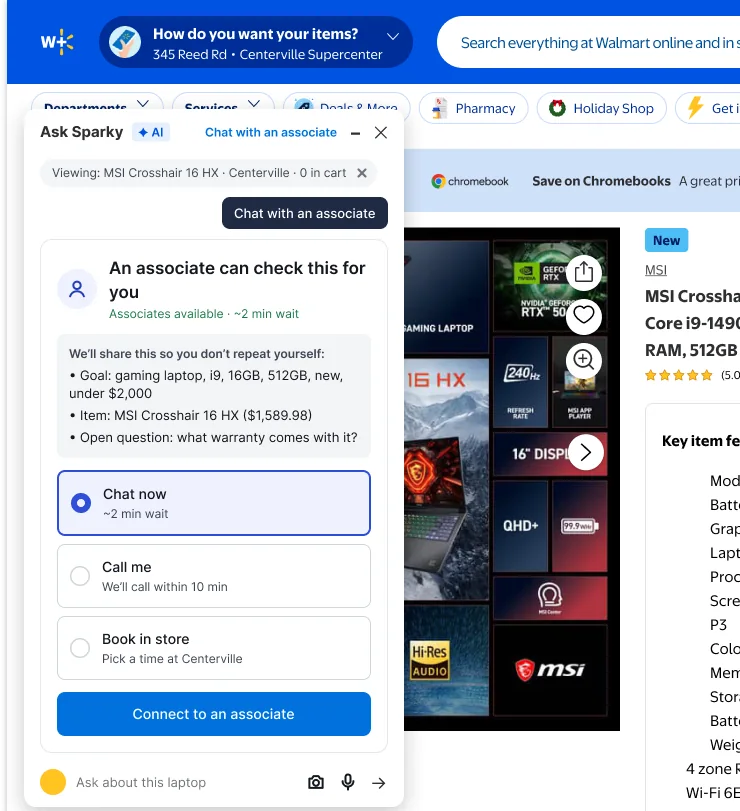 How do you want your items?
345 Reed Rd • Centerville Supercenter
Search everything at Walmart online and in s
Departments
Services
Deals & More
Pharmacy
Holiday Shop
Get i
Ask Sparky
AI
Chat with an associate
Viewing: MSI Crosshair 16 HX · Centerville · 0 in cart
Chat with an associate
An associate can check this for
you
Associates available · ~2 min wait
We'll share this so you don't repeat yourself:
• Goal: gaming laptop, i9, 16GB, 512GB, new,
under $2,000
• Item: MSI Crosshair 16 HX ($1,589.98)
• Open question: what warranty comes with it?
Chat now
~2 min wait
Call me
We'll call within 10 min
Book in store
Pick a time at Centerville
Connect to an associate
Ask about this laptop
chromebook
Save on Chromebooks
A great pri
GAMING LAPTOP
GEFO
RTX
NVIDIA GEFOR
RTX™ 50
16 HX
240Hz
REFRESH
RATE
MSI APP
PLAYER
16" DISPL
QHD+
99.9WHr
MSI Center
Hi-Res
AUDIO
msi
New
MSI
MSI Crossha
Core i9-1490
RAM, 512GB
(5.0
Key item fe
Mod
Batte
Grap
Lapt
Proc
Scre
P3
Colo
Mem
Stora
Batte
Weig
4 zone R
Wi-Fi 6E